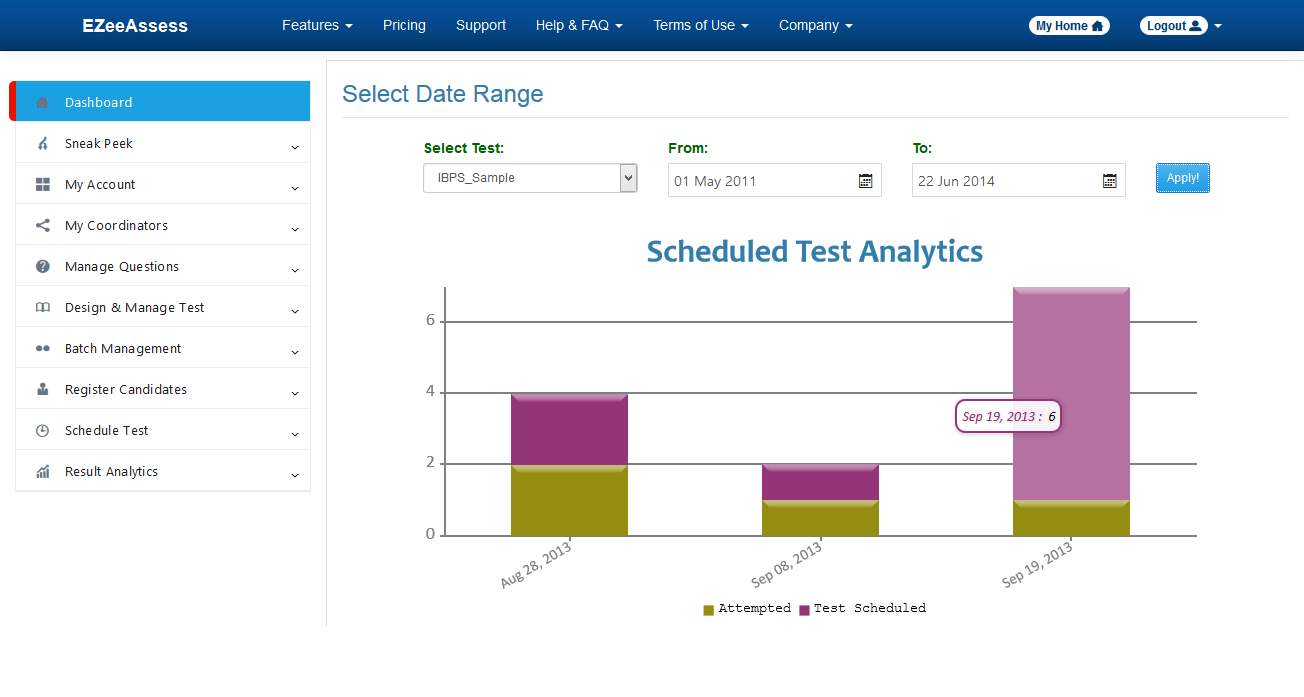 EZeeAssess Features Pricing Support Help & FAQ Terms of Use Company My Home Logout
Dashboard
Sneak Peek
My Account
My Coordinators
Manage Questions
Design & Manage Test
Batch Management
Register Candidates
Schedule Test
Result Analytics
Select Date Range
Select Test: From: To:
IBPS_Sample 01 May 2011 22 Jun 2014 Apply!
Scheduled Test Analytics
6
4
Sep 19, 2013 : 6
2
0
Aug 28, 2013 Sep 08, 2013 Sep 19, 2013
Attempted Test Scheduled